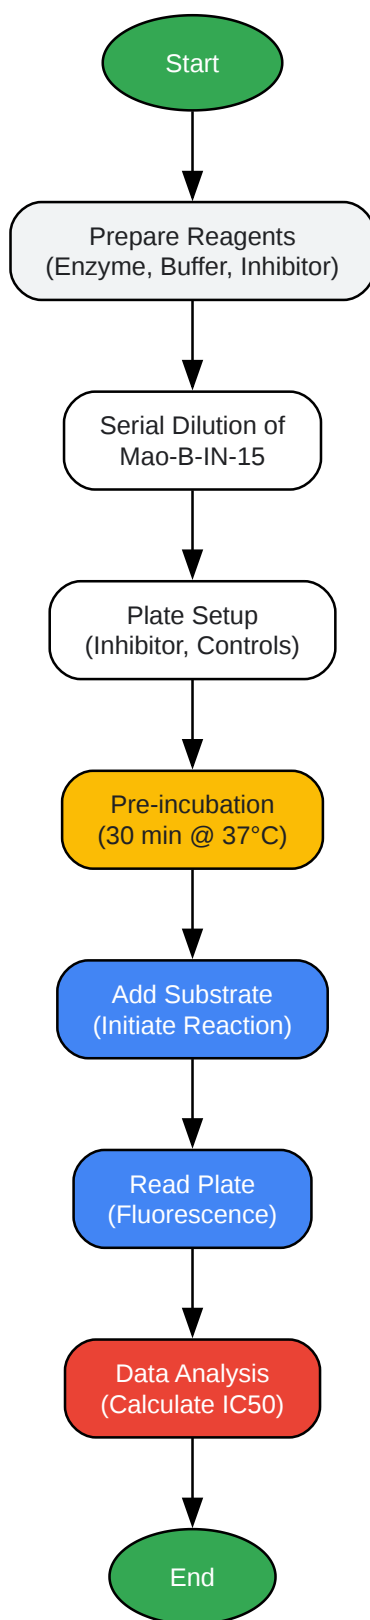 Start
Prepare Reagents
(Enzyme, Buffer, Inhibitor)
Serial Dilution of
Mao-B-IN-15
Plate Setup
(Inhibitor, Controls)
Pre-incubation
(30 min @ 37°C)
Add Substrate
(Initiate Reaction)
Read Plate
(Fluorescence)
Data Analysis
(Calculate IC50)
End